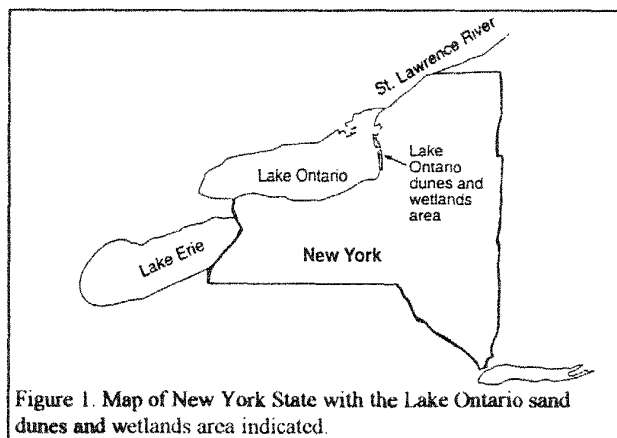 St. Lawrence River
Lake Ontario
Lake
Ontario
dunes and
wetlands
area
Lake Erie
New York
Figure 1. Map of New York State with the Lake Ontario sand
dunes and wetlands area indicated.